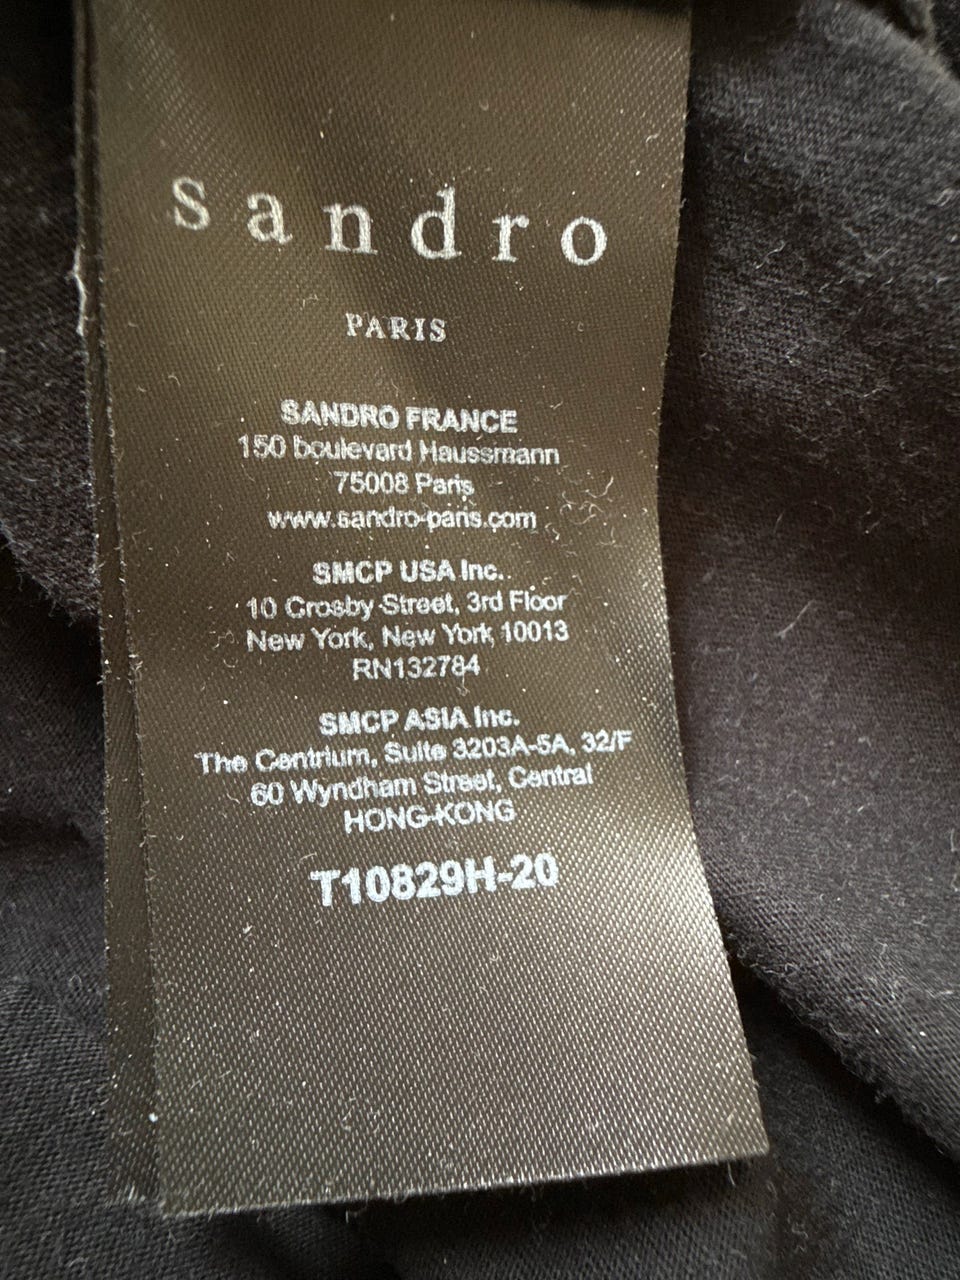 sandro
PARIS
SANDRO FRANCE
150 boulevard Haussmann
75008 Paris
www.sandro-paris.com
SMCP USA Inc.
10 Crosby Street, 3rd Floor
New York, New York 10013
RN132784
SMCP ASIA Inc.
The Centrium, Suite 3203A-5A, 32/F
60 Wyndham Street, Central
HONG-KONG
T10829H-20